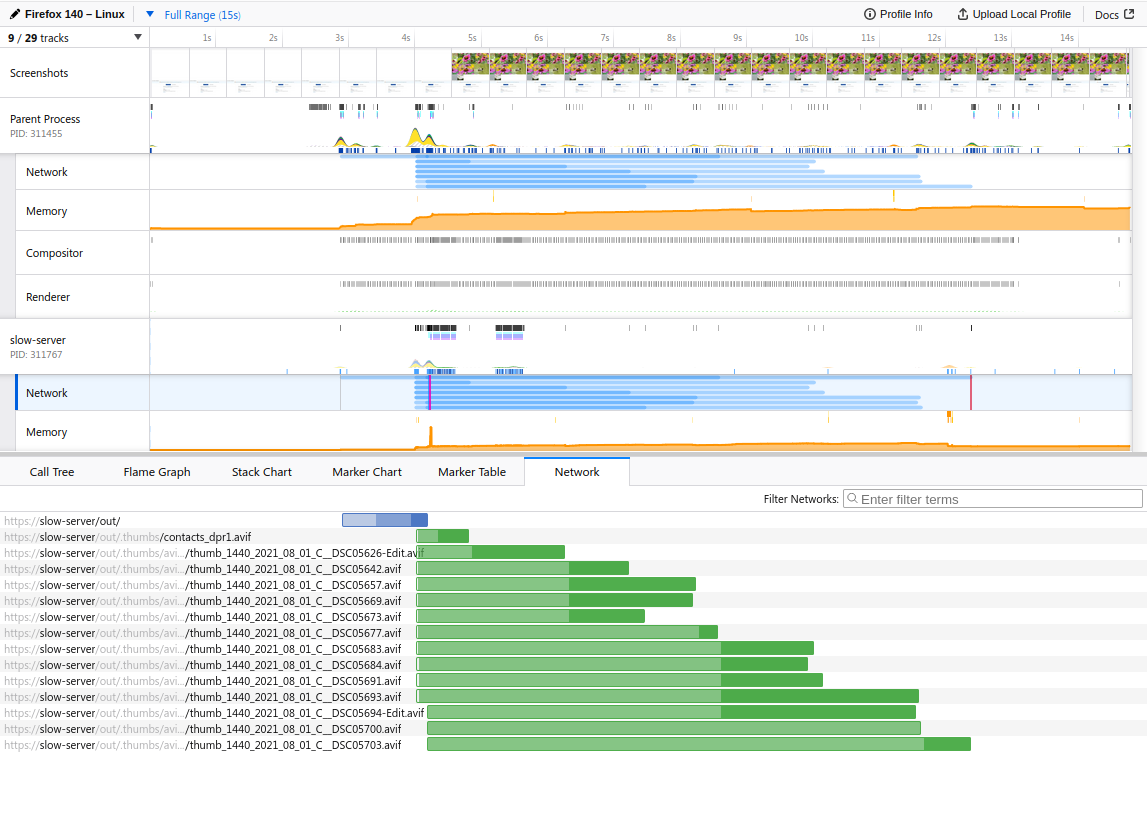 Firefox 140 – Linux Full Range (15s) Profile Info Upload Local Profile Docs
9 / 29 tracks 1s 2s 3s 4s 5s 6s 7s 8s 9s 10s 11s 12s 13s 14s
Screenshots
Parent Process
PID: 311455
Network
Memory
Compositor
Renderer
slow-server
PID: 311767
Network
Memory
Call Tree Flame Graph Stack Chart Marker Chart Marker Table Network
Filter Networks: Enter filter terms
https://slow-server/out/
https://slow-server/out/.thumbs/contacts_dpr1.avif
https://slow-server/out/.thumbs/avi.../thumb_1440_2021_08_01_C__DSC05626-Edit.avif
https://slow-server/out/.thumbs/avi.../thumb_1440_2021_08_01_C__DSC05642.avif
https://slow-server/out/.thumbs/avi.../thumb_1440_2021_08_01_C__DSC05657.avif
https://slow-server/out/.thumbs/avi.../thumb_1440_2021_08_01_C__DSC05669.avif
https://slow-server/out/.thumbs/avi.../thumb_1440_2021_08_01_C__DSC05673.avif
https://slow-server/out/.thumbs/avi.../thumb_1440_2021_08_01_C__DSC05677.avif
https://slow-server/out/.thumbs/avi.../thumb_1440_2021_08_01_C__DSC05683.avif
https://slow-server/out/.thumbs/avi.../thumb_1440_2021_08_01_C__DSC05684.avif
https://slow-server/out/.thumbs/avi.../thumb_1440_2021_08_01_C__DSC05691.avif
https://slow-server/out/.thumbs/avi.../thumb_1440_2021_08_01_C__DSC05693.avif
https://slow-server/out/.thumbs/avi.../thumb_1440_2021_08_01_C__DSC05694-Edit.avif
https://slow-server/out/.thumbs/avi.../thumb_1440_2021_08_01_C__DSC05700.avif
https://slow-server/out/.thumbs/avi.../thumb_1440_2021_08_01_C__DSC05703.avif